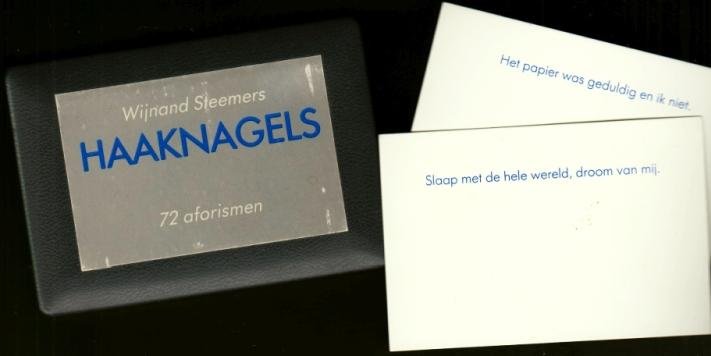 Wijnand Steemers
HAAKNAGELS
72 aforismen
Het papier was geduldig en ik niet.
Slaap met de hele wereld, droom van mij.